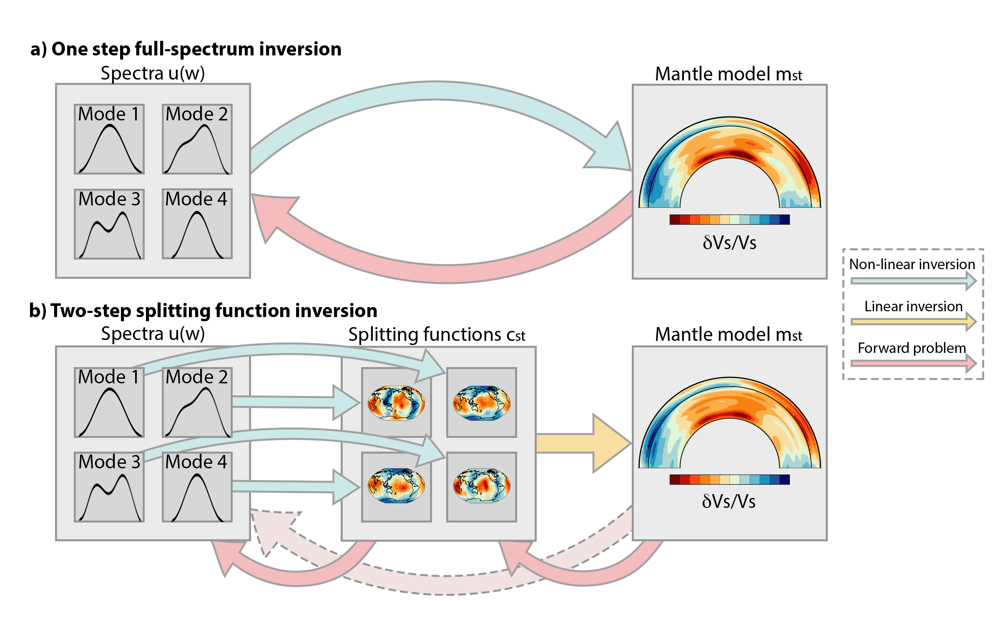 a) One step full-spectrum inversion
Spectra u(w)
Mantle model mst
Mode 1
Mode 2
Mode 3
Mode 4
δVs/Vs
Non-linear inversion
Linear inversion
Forward problem
b) Two-step splitting function inversion
Spectra u(w)
Splitting functions cst
Mantle model mst
Mode 1
Mode 2
Mode 3
Mode 4
δVs/Vs